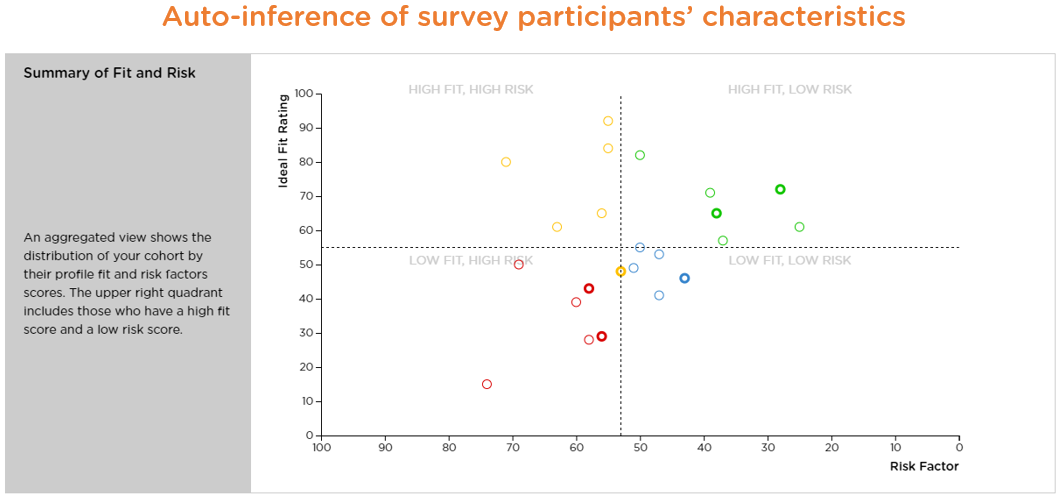 Auto-inference of survey participants’ characteristics
Summary of Fit and Risk
An aggregated view shows the
distribution of your cohort by
their profile fit and risk factors
scores. The upper right quadrant
includes those who have a high fit
score and a low risk score.
HIGH FIT, HIGH RISK
HIGH FIT, LOW RISK
Ideal Fit Rating
100
90
80
70
60
50
40
30
20
10
0
LOW FIT, HIGH RISK
LOW FIT, LOW RISK
100 90 80 70 60 50 40 30 20 10 0
Risk Factor